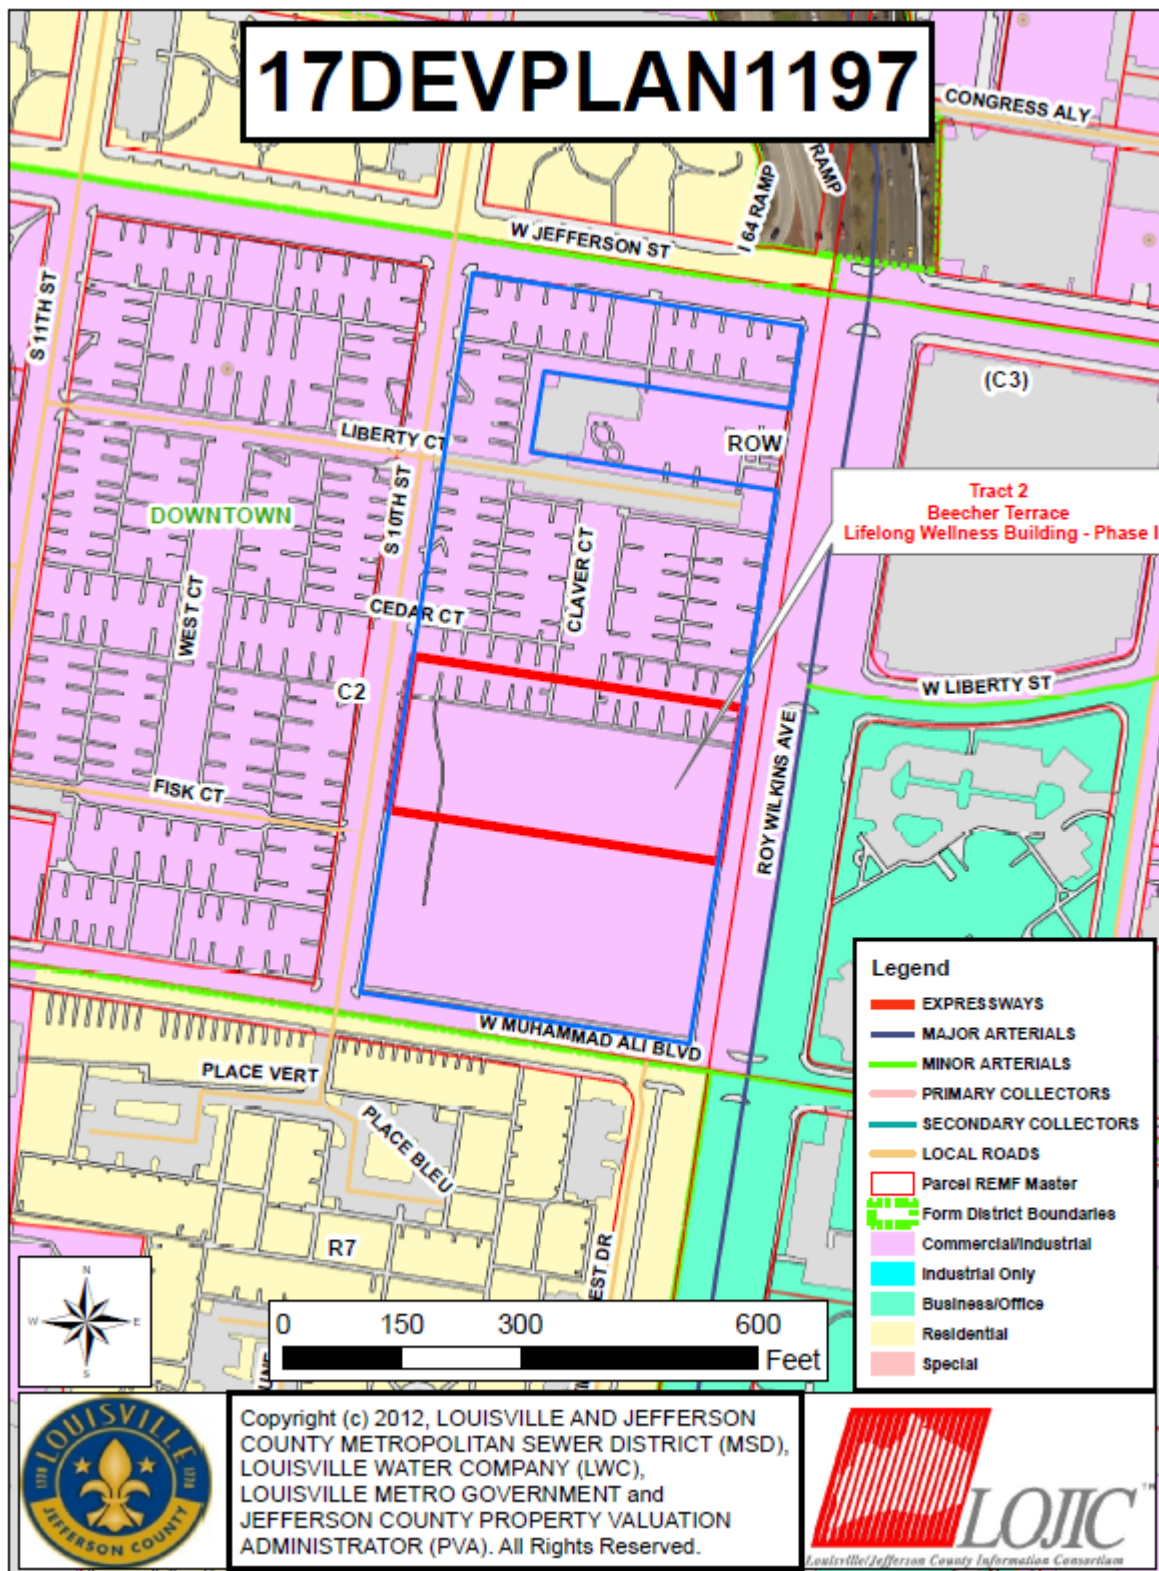 17DEVPLAN1197
CONGRESS ALY
RAMP
I 64 RAMP
W JEFFERSON ST
S 11TH ST
(C3)
LIBERTY CT
ROW
S 10TH ST
Tract 2
Beecher Terrace
Lifelong Wellness Building - Phase I
DOWNTOWN
CLAVER CT
WEST CT
CEDAR CT
C2
W LIBERTY ST
ROY WILKINS AVE
FISK CT
W MUHAMMAD ALI BLVD
PLACE VERT
PLACE BLEU
R7
EST DR
Legend
EXPRESSWAYS
MAJOR ARTERIALS
MINOR ARTERIALS
PRIMARY COLLECTORS
SECONDARY COLLECTORS
LOCAL ROADS
Parcel REMF Master
Form District Boundaries
Commercial/Industrial
Industrial Only
Business/Office
Residential
Special
N
W E
S
0 150 300 600
Feet
LOUISVILLE
1778 1778
JEFFERSON COUNTY
Copyright (c) 2012, LOUISVILLE AND JEFFERSON
COUNTY METROPOLITAN SEWER DISTRICT (MSD),
LOUISVILLE WATER COMPANY (LWC),
LOUISVILLE METRO GOVERNMENT and
JEFFERSON COUNTY PROPERTY VALUATION
ADMINISTRATOR (PVA). All Rights Reserved.
LOJIC TM
Louisville/Jefferson County Information Consortium